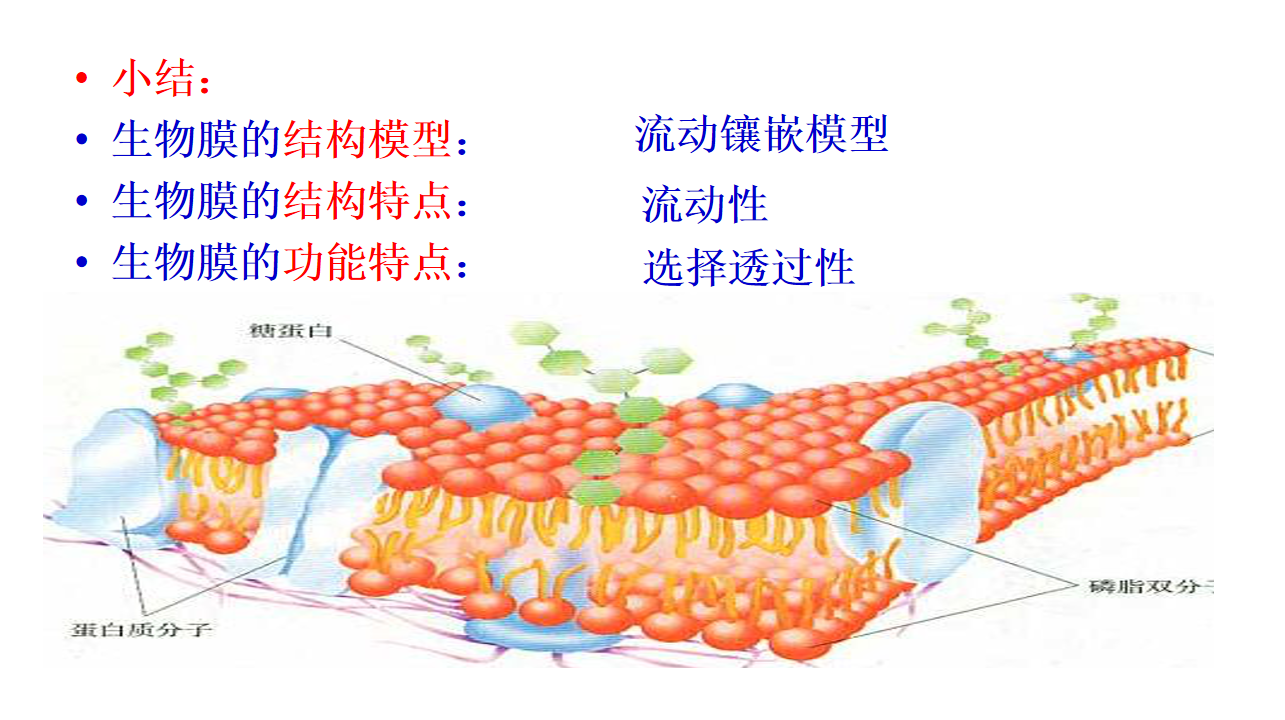 • 小结：
• 生物膜的结构模型： 流动镶嵌模型
• 生物膜的结构特点： 流动性
• 生物膜的功能特点： 选择透过性
糖蛋白
磷脂双分子
蛋白质分子